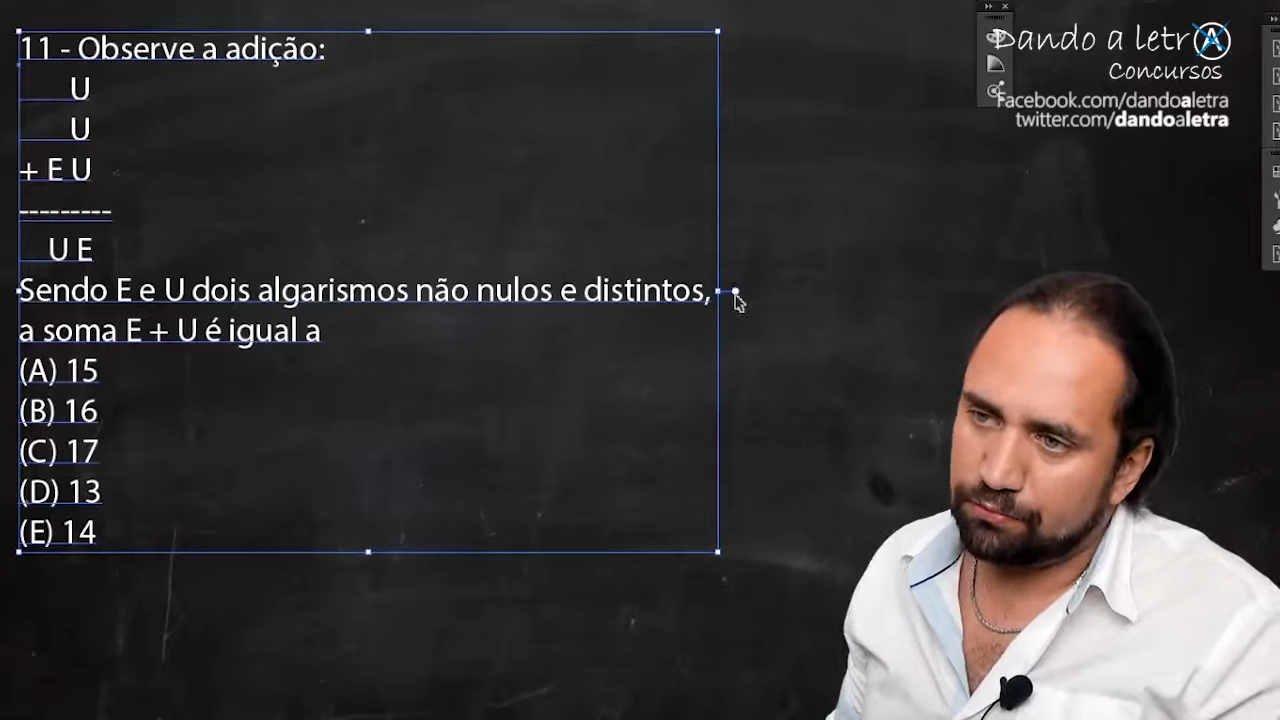 11 - Observe a adição:
U
U
+ E U
---------
U E
Sendo E e U dois algarismos não nulos e distintos,
a soma E + U é igual a
(A) 15
(B) 16
(C) 17
(D) 13
(E) 14
Dando a letrA
Concursos
Facebook.com/dandoaletra
twitter.com/dandoaletra